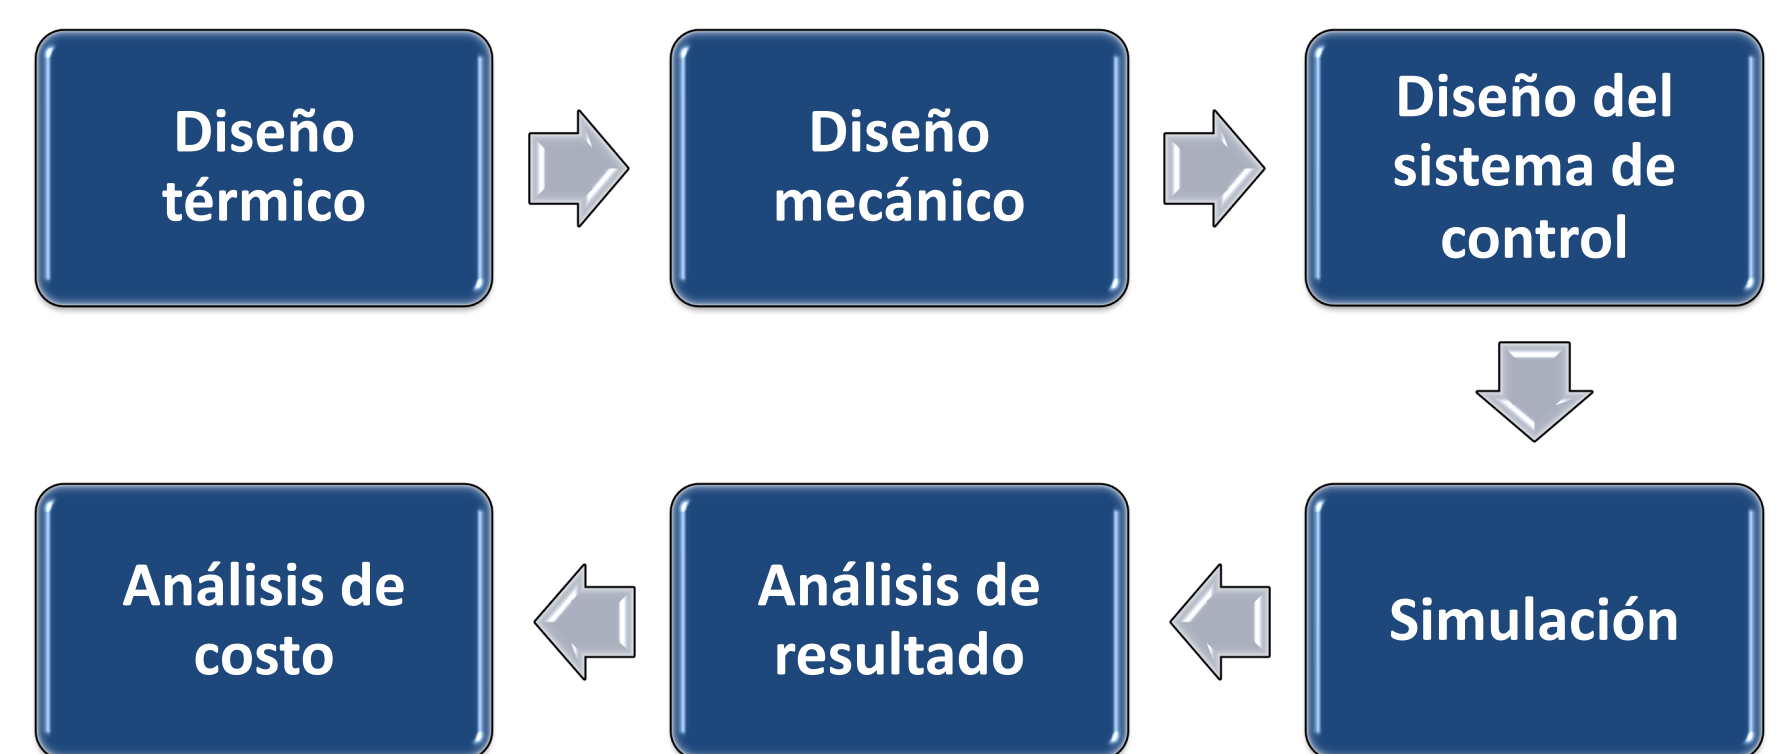 Diseño
térmico
Diseño
mecánico
Diseño del
sistema de
control
Simulación
Análisis de
resultado
Análisis de
costo